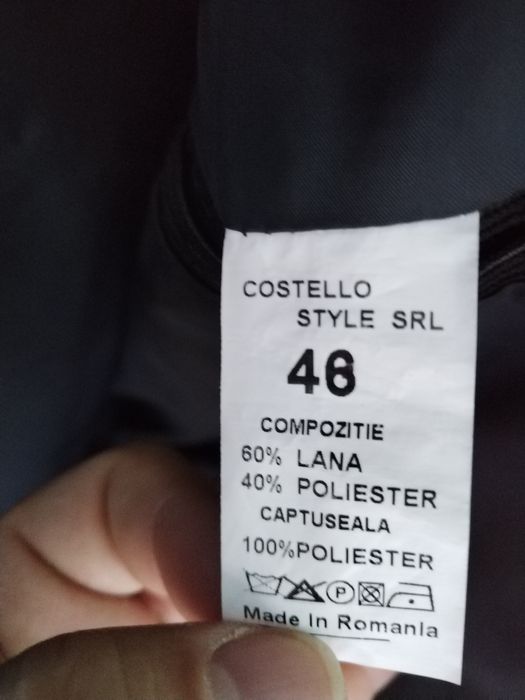 COSTELLO
STYLE SRL
46
COMPOZITIE
60% LANA
40% POLIESTER
CAPTUSEALA
100%POLIESTER
P
Made In Romania